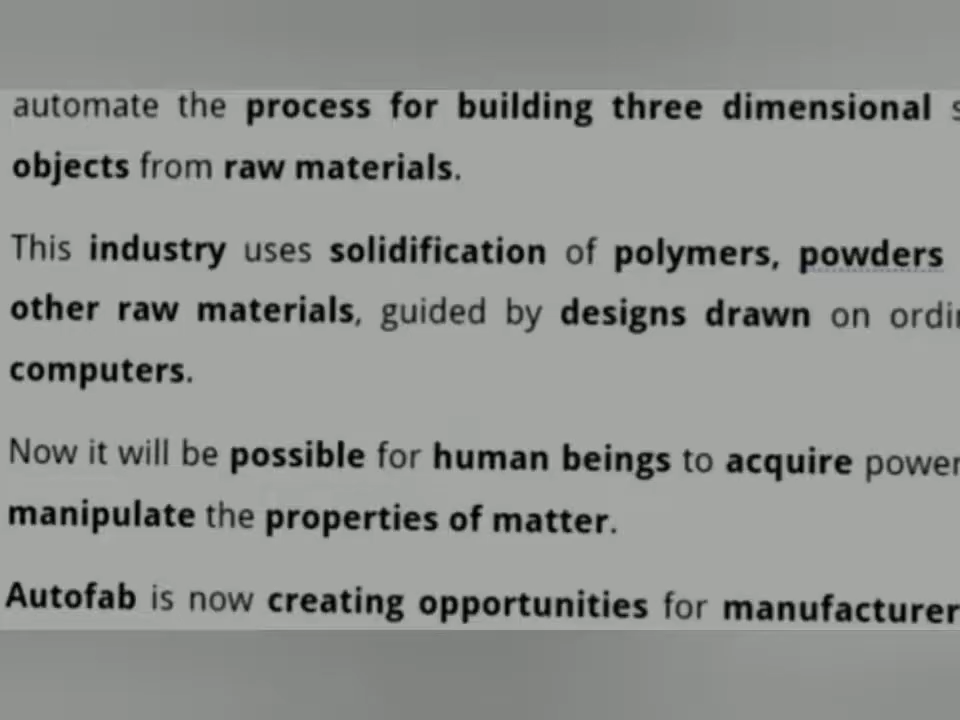 automate the process for building three dimensional
objects from raw materials.
This industry uses solidification of polymers, powders
other raw materials, guided by designs drawn on
computers.
Now it will be possible for human beings to acquire
manipulate the properties of matter.
Autofab is now creating opportunities for